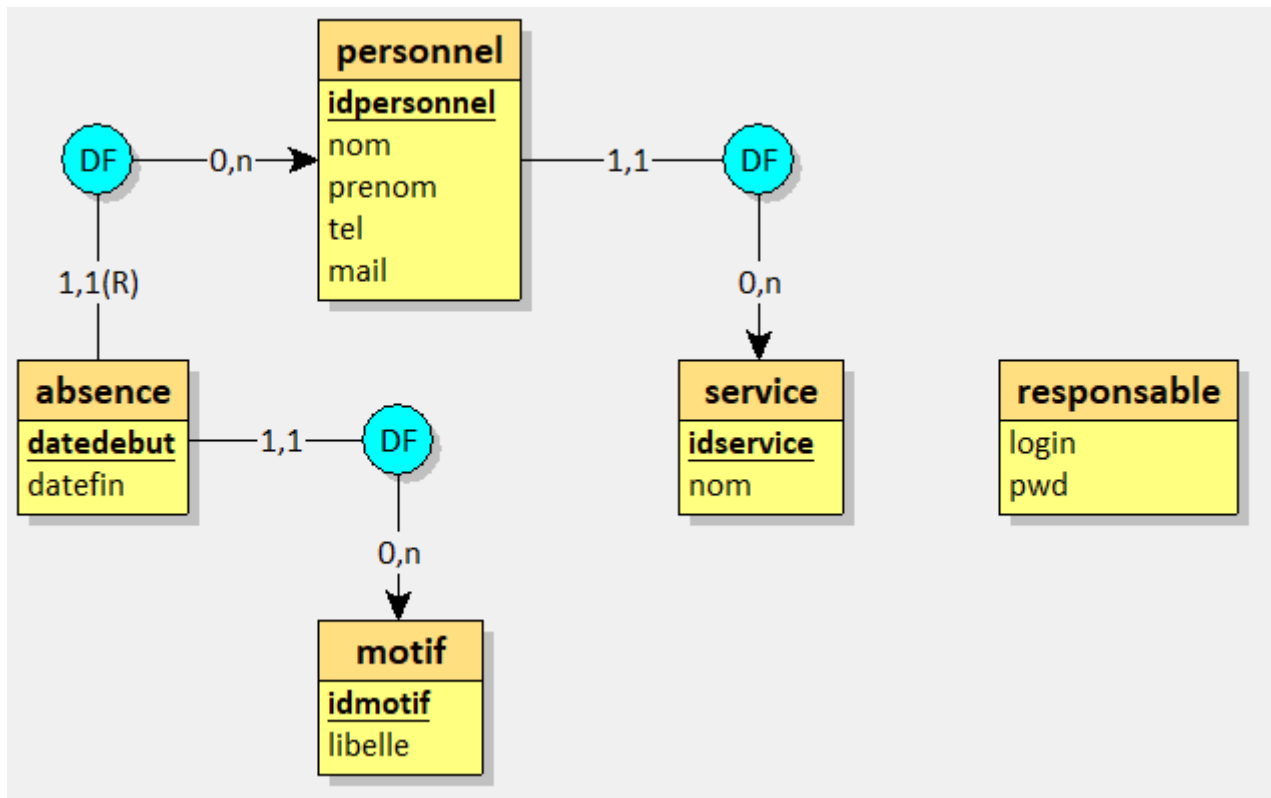 personnel
idpersonnel
nom
prenom
tel
mail
DF
0,n
1,1
DF
1,1(R)
0,n
absence
datedebut
datefin
1,1
DF
service
idservice
nom
responsable
login
pwd
0,n
motif
idmotif
libelle